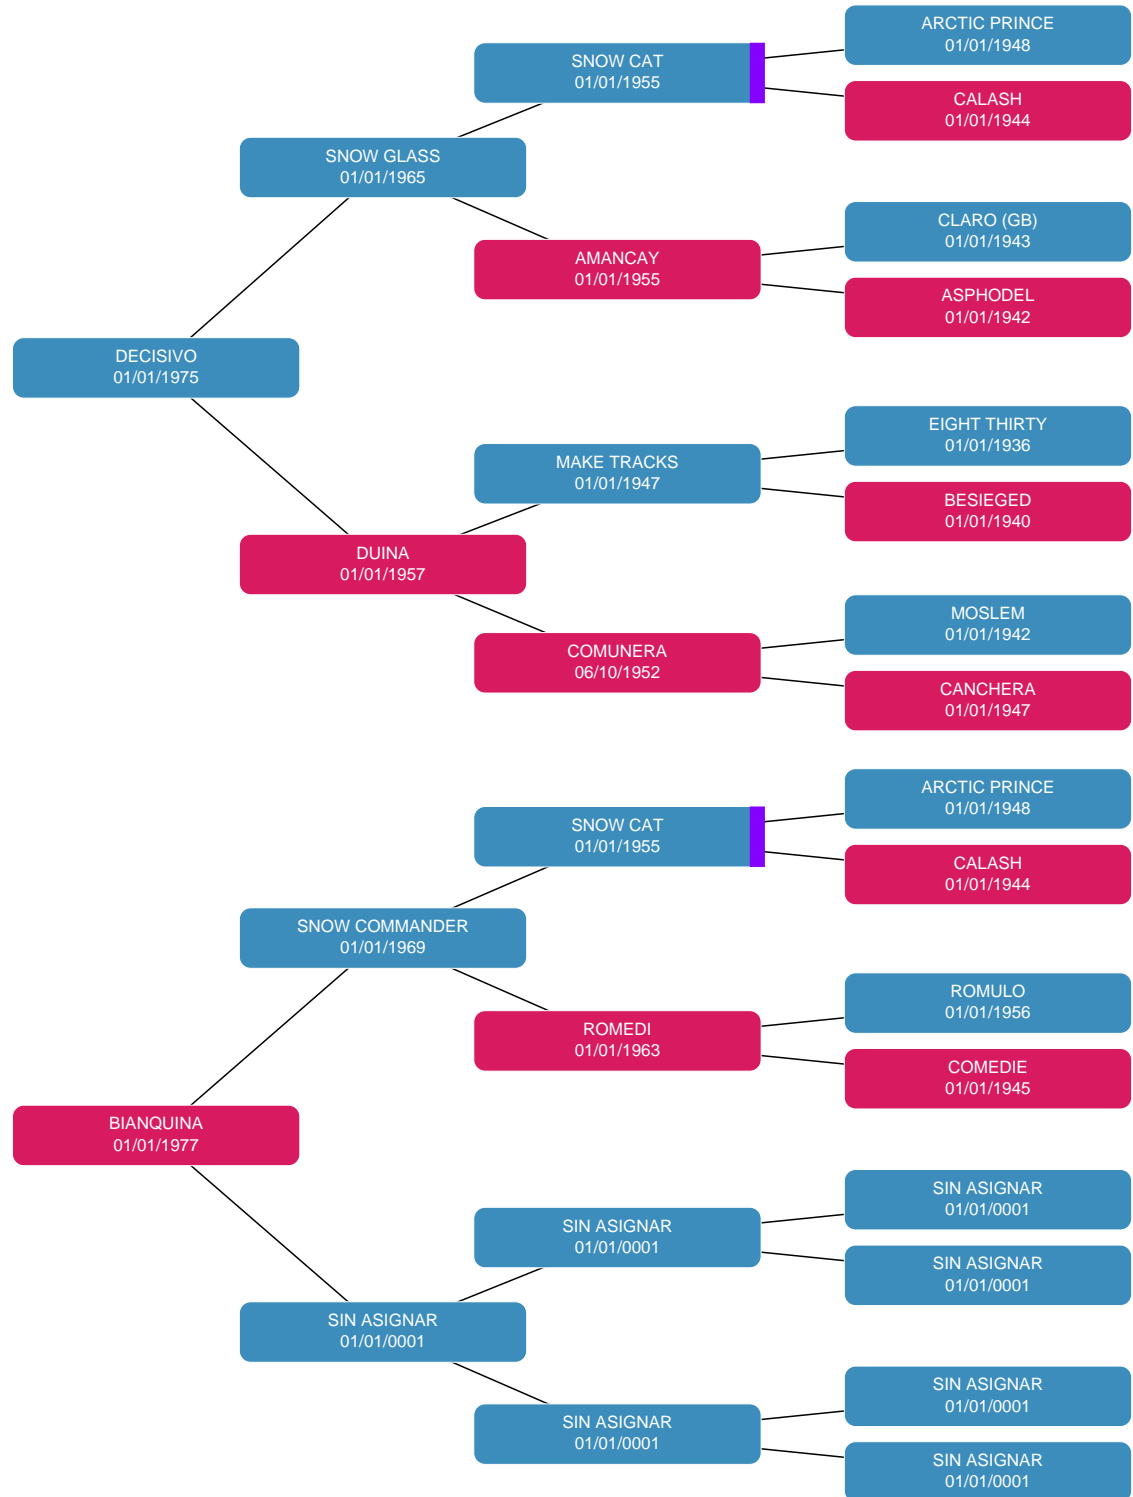 ARCTIC PRINCE
01/01/1948
SNOW CAT
01/01/1955
CALASH
01/01/1944
SNOW GLASS
01/01/1965
CLARO (GB)
01/01/1943
AMANCAY
01/01/1955
ASPHODEL
01/01/1942
DECISIVO
01/01/1975
EIGHT THIRTY
01/01/1936
MAKE TRACKS
01/01/1947
BESIEGED
01/01/1940
DUINA
01/01/1957
MOSLEM
01/01/1942
COMUNERA
06/10/1952
CANCHERA
01/01/1947
ARCTIC PRINCE
01/01/1948
SNOW CAT
01/01/1955
CALASH
01/01/1944
SNOW COMMANDER
01/01/1969
ROMULO
01/01/1956
ROMEDI
01/01/1963
COMEDIE
01/01/1945
BIANQUINA
01/01/1977
SIN ASIGNAR
01/01/0001
SIN ASIGNAR
01/01/0001
SIN ASIGNAR
01/01/0001
SIN ASIGNAR
01/01/0001
SIN ASIGNAR
01/01/0001
SIN ASIGNAR
01/01/0001
SIN ASIGNAR
01/01/0001